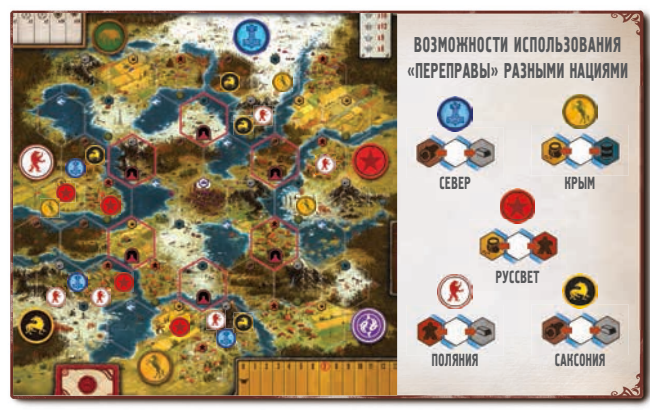 ВОЗМОЖНОСТИ ИСПОЛЬЗОВАНИЯ
«ПЕРЕПРАВЫ» РАЗНЫМИ НАЦИЯМИ
СЕВЕР
КРЫМ
РУССВЕТ
ПОЛЯНИЯ
САКСОНИЯ